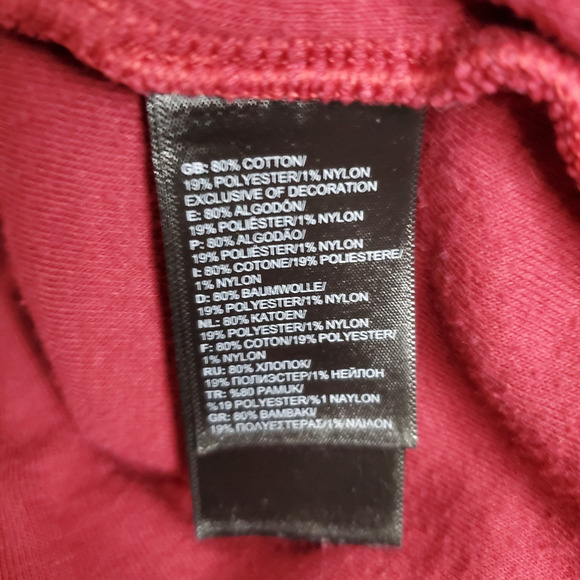 GB: 80% COTTON/
19% POLYESTER/1% NYLON
EXCLUSIVE OF DECORATION
E: 80% ALGODÓN/
19% POLIÉSTER/1% NYLON
P: 80% ALGODÃO/
19% POLIÉSTER/1% NYLON
I: 80% COTONE/19% POLIESTERE/
1% NYLON
D: 80% BAUMWOLLE/
19% POLYESTER/1% NYLON
NL: 80% KATOEN/
19% POLYESTER/1% NYLON
F: 80% COTON/19% POLYESTER/
1% NYLON
RU: 80% ХЛОПОК/
19% ПОЛИЭСТЕР/1% НЕЙЛОН
TR: %80 PAMUK/
%19 POLYESTER/%1 NAYLON
GR: 80% ΒΑΜΒΑΚΙ/
19% ΠΟΛΥΕΣΤΕΡΑΣ/1% ΝΑΙΛΟΝ